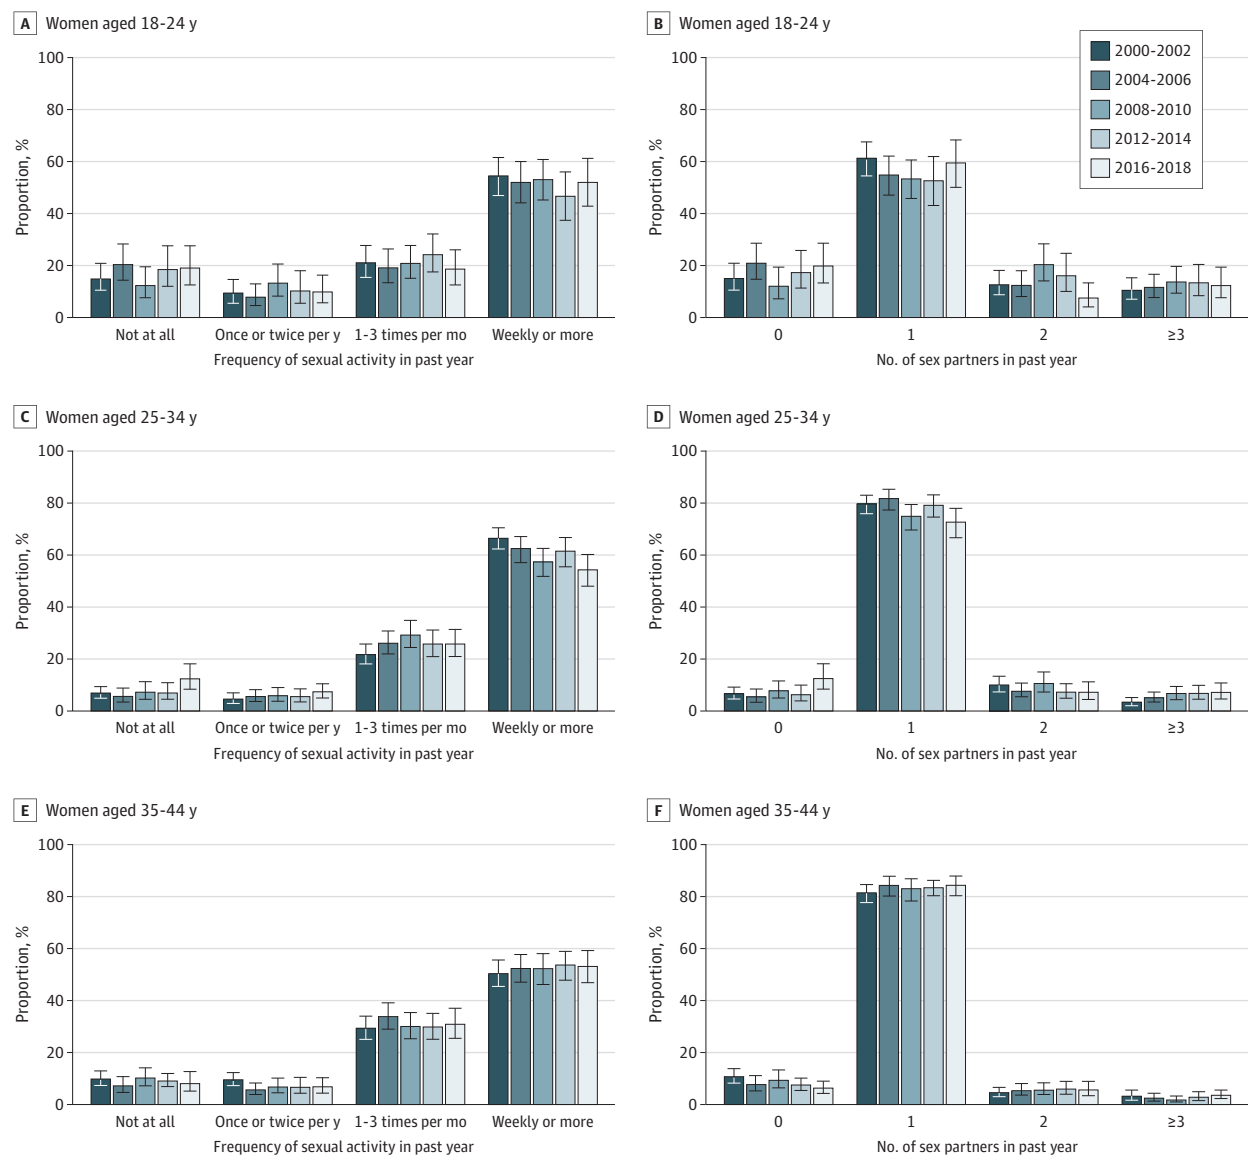 A Women aged 18-24 y
100
80
60
40
20
0
Proportion, %
Not at all Once or twice per y 1-3 times per mo Weekly or more
Frequency of sexual activity in past year
B Women aged 18-24 y
100
80
60
40
20
0
Proportion, %
0 1 2 ≥3
No. of sex partners in past year
2000-2002
2004-2006
2008-2010
2012-2014
2016-2018
C Women aged 25-34 y
100
80
60
40
20
0
Proportion, %
Not at all Once or twice per y 1-3 times per mo Weekly or more
Frequency of sexual activity in past year
D Women aged 25-34 y
100
80
60
40
20
0
Proportion, %
0 1 2 ≥3
No. of sex partners in past year
E Women aged 35-44 y
100
80
60
40
20
0
Proportion, %
Not at all Once or twice per y 1-3 times per mo Weekly or more
Frequency of sexual activity in past year
F Women aged 35-44 y
100
80
60
40
20
0
Proportion, %
0 1 2 ≥3
No. of sex partners in past year